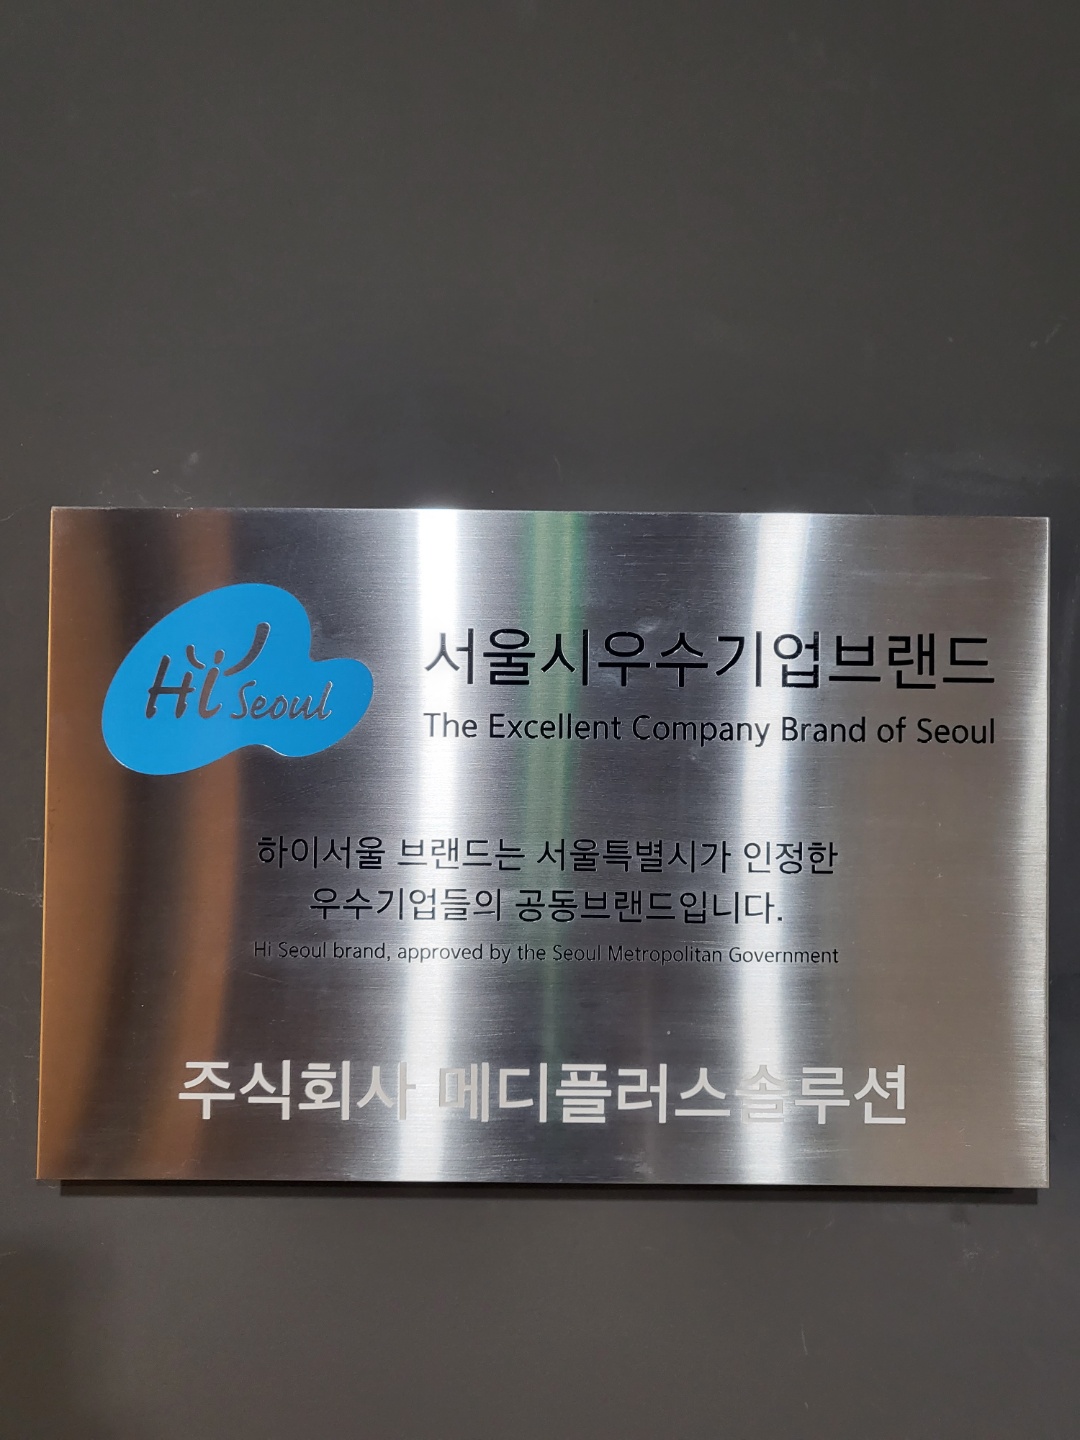 Hi Seoul
서울시우수기업브랜드
The Excellent Company Brand of Seoul
하이서울 브랜드는 서울특별시가 인정한
우수기업들의 공동브랜드입니다.
Hi Seoul brand, approved by the Seoul Metropolitan Government
주식회사 메디플러스솔루션